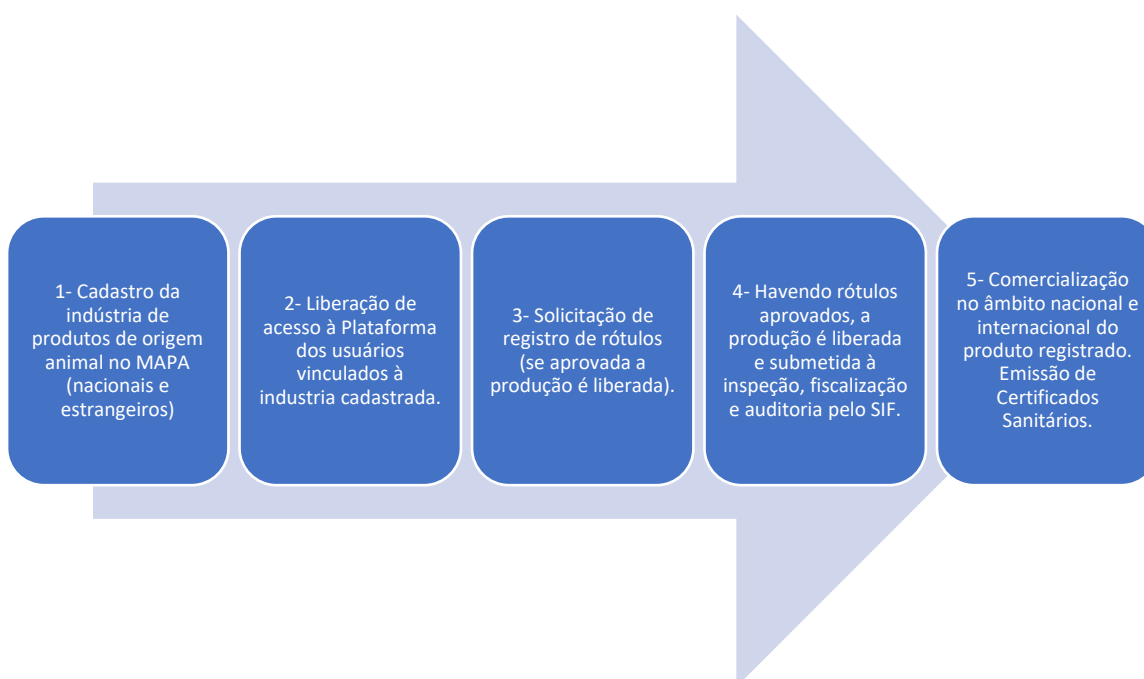 1- Cadastro da
indústria de
produtos de origem
animal no MAPA
(nacionais e
estrangeiros)
2- Liberação de
acesso à Plataforma
dos usuários
vinculados à
industria cadastrada.
3- Solicitação de
registro de rótulos
(se aprovada a
produção é liberada).
4- Havendo rótulos
aprovados, a
produção é liberada
e submetida à
inspeção, fiscalização
e auditoria pelo SIF.
5- Comercialização
no âmbito nacional e
internacional do
produto registrado.
Emissão de
Certificados
Sanitários.